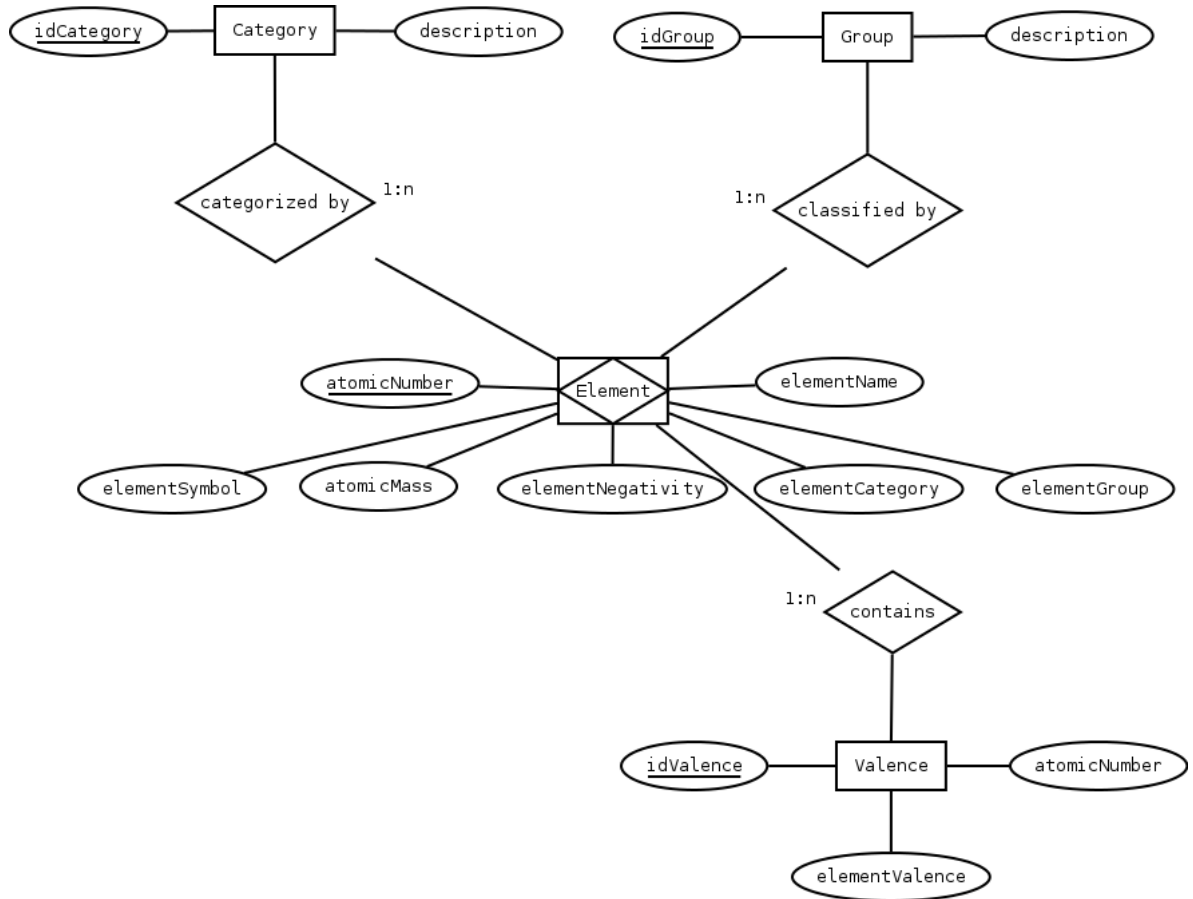 idCategory
Category
description
idGroup
Group
description
categorized by
1:n
1:n
classified by
atomicNumber
Element
elementName
elementSymbol
atomicMass
elementNegativity
elementCategory
elementGroup
1:n
contains
idValence
Valence
atomicNumber
elementValence